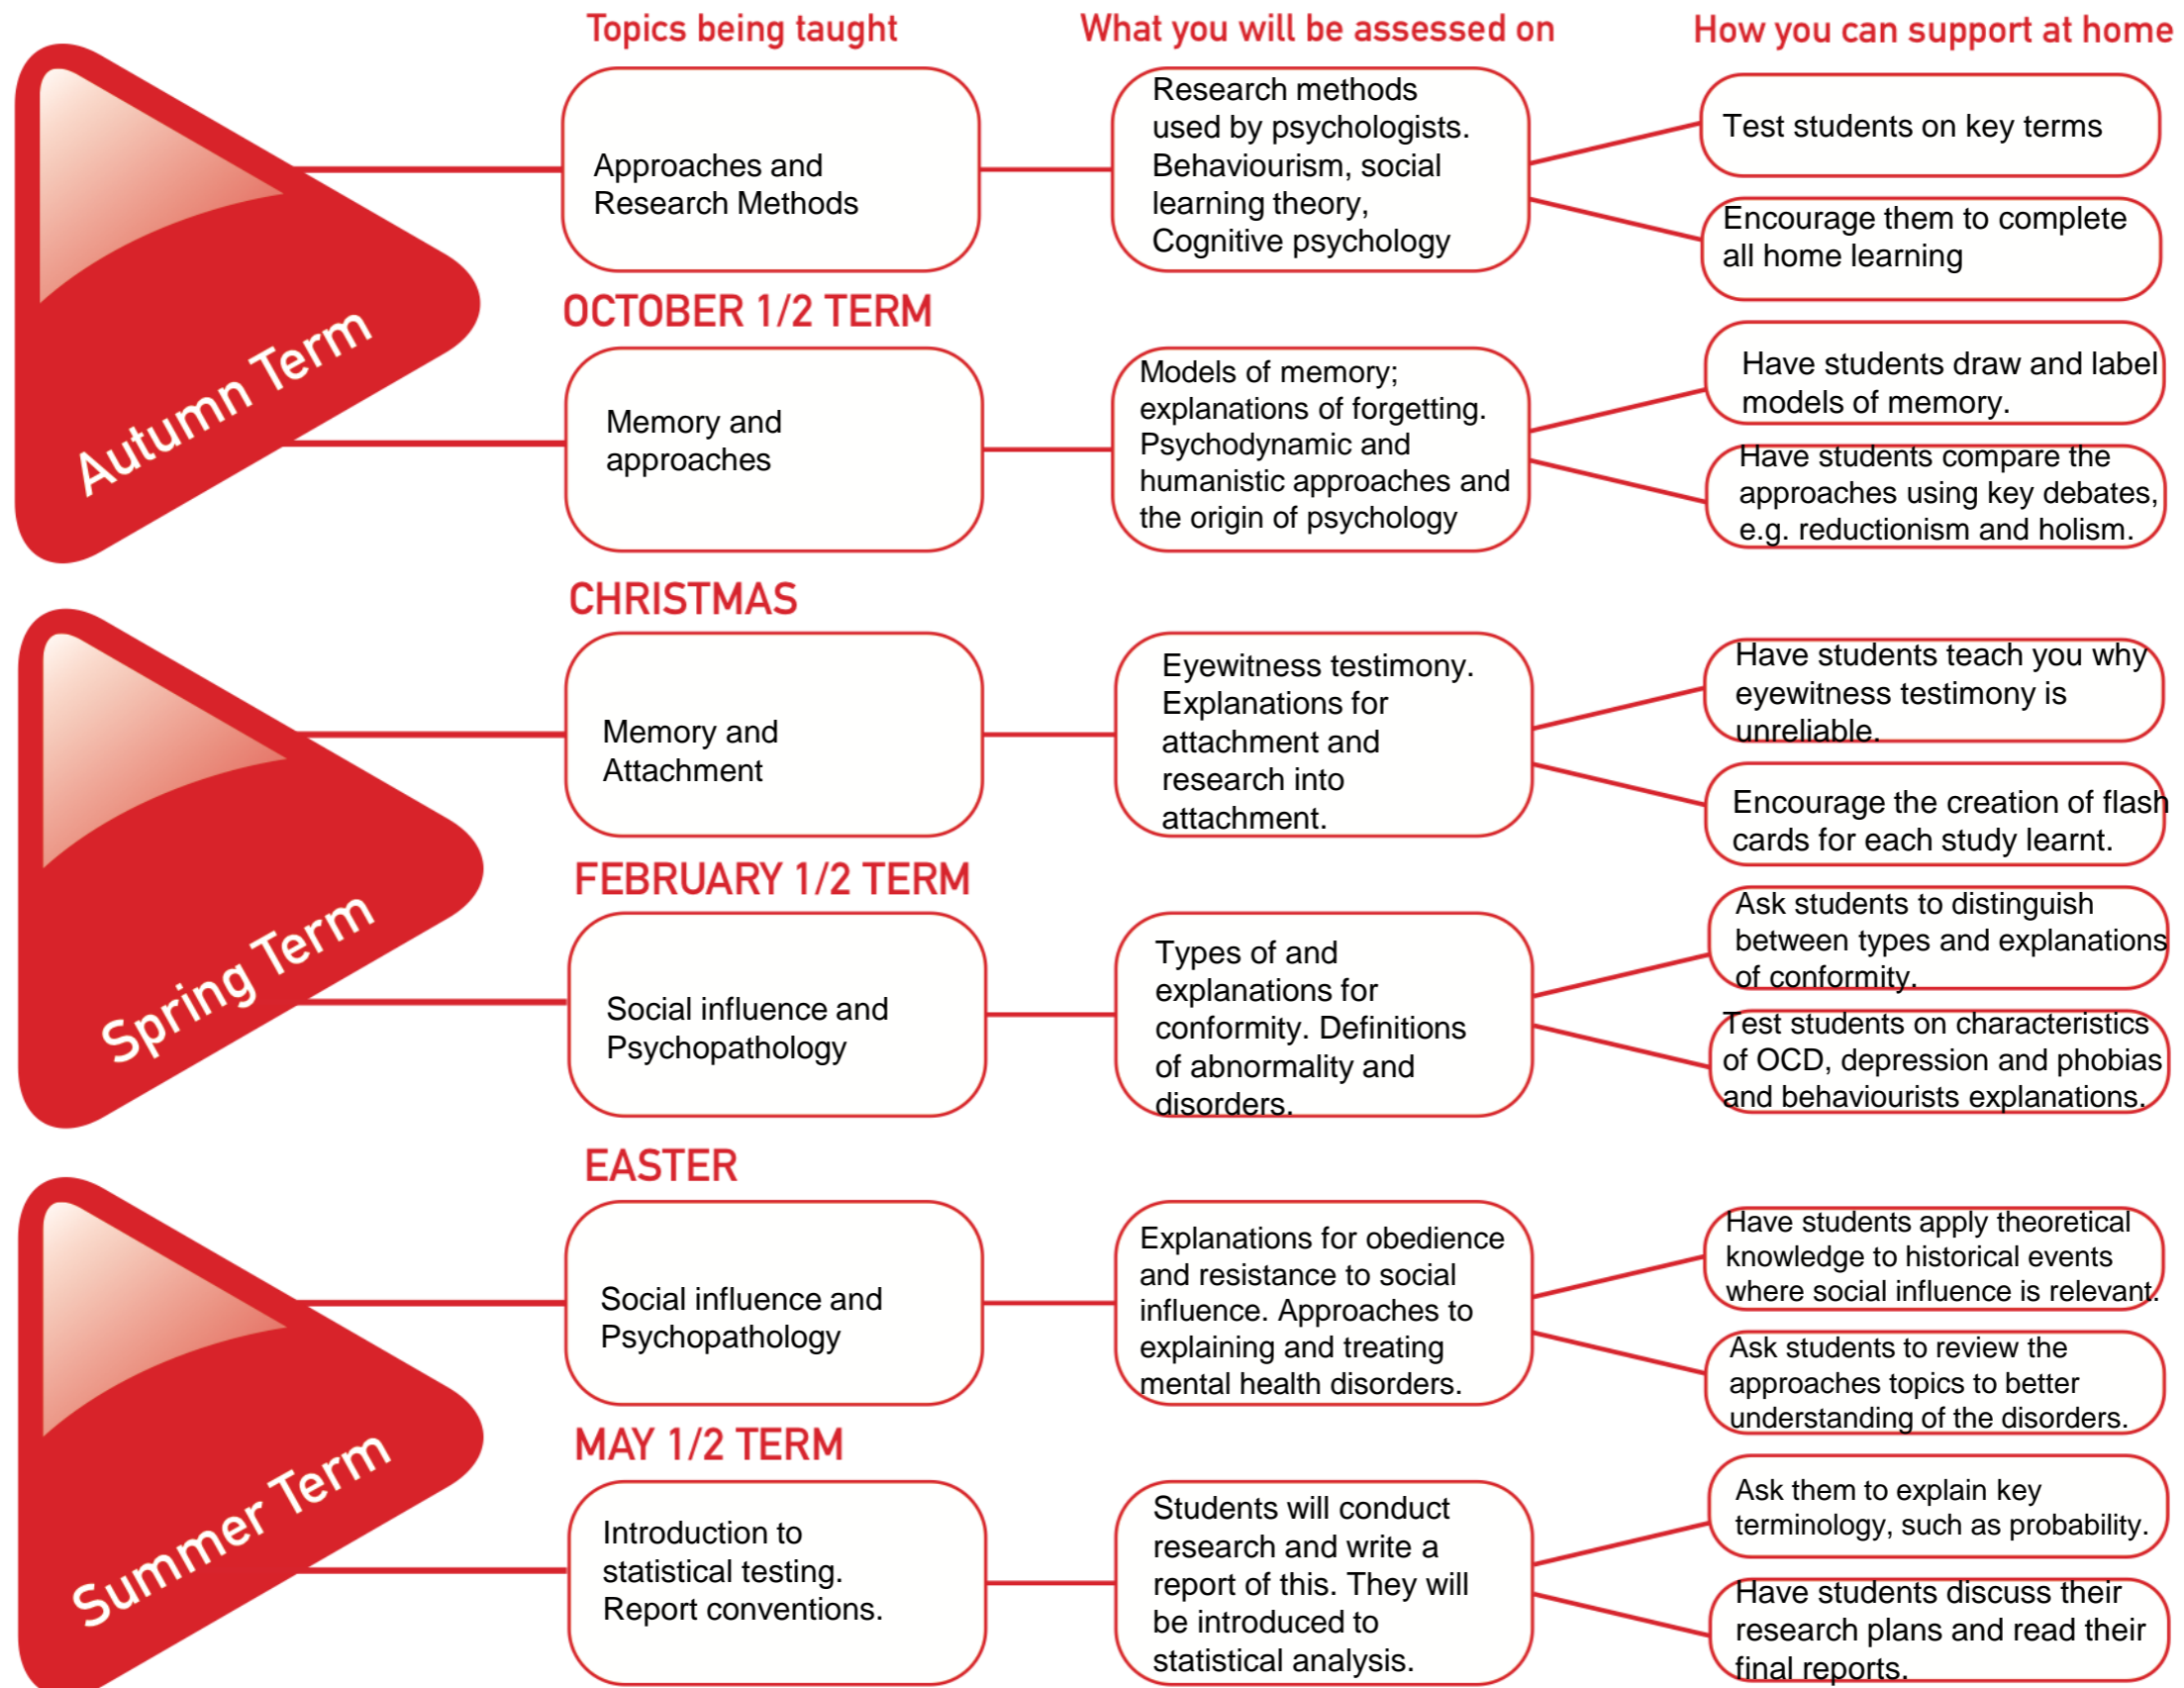 Topics being taught
What you will be assessed on
How you can support at home
Autumn Term
Approaches and
Research Methods
Research methods
used by psychologists.
Behaviourism, social
learning theory,
Cognitive psychology
Test students on key terms
Encourage them to complete
all home learning
OCTOBER 1/2 TERM
Memory and
approaches
Models of memory;
explanations of forgetting.
Psychodynamic and
humanistic approaches and
the origin of psychology
Have students draw and label
models of memory.
Have students compare the
approaches using key debates,
e.g. reductionism and holism.
CHRISTMAS
Spring Term
Memory and
Attachment
Eyewitness testimony.
Explanations for
attachment and
research into
attachment.
Have students teach you why
eyewitness testimony is
unreliable.
Encourage the creation of flash
cards for each study learnt.
FEBRUARY 1/2 TERM
Social influence and
Psychopathology
Types of and
explanations for
conformity. Definitions
of abnormality and
disorders.
Ask students to distinguish
between types and explanations
of conformity.
Test students on characteristics
of OCD, depression and phobias
and behaviourists explanations.
EASTER
Summer Term
Social influence and
Psychopathology
Explanations for obedience
and resistance to social
influence. Approaches to
explaining and treating
mental health disorders.
Have students apply theoretical
knowledge to historical events
where social influence is relevant.
Ask students to review the
approaches topics to better
understanding of the disorders.
MAY 1/2 TERM
Introduction to
statistical testing.
Report conventions.
Students will conduct
research and write a
report of this. They will
be introduced to
statistical analysis.
Ask them to explain key
terminology, such as probability.
Have students discuss their
research plans and read their
final reports.